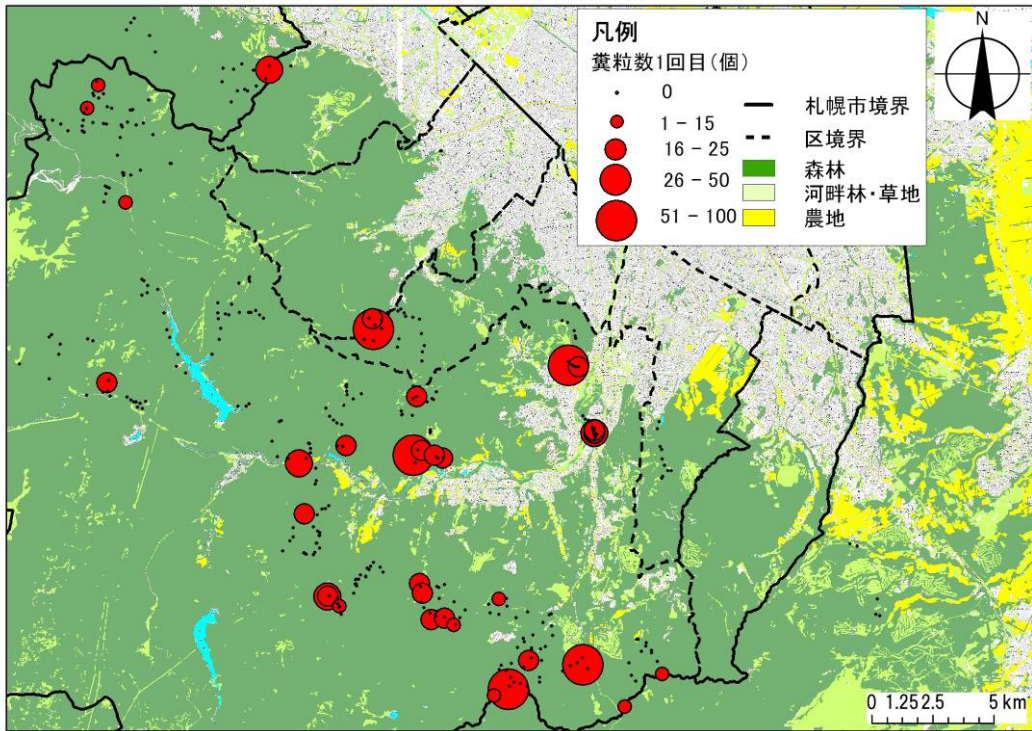 凡例
糞粒数1回目(個)
0
1 - 15
16 - 25
26 - 50
51 - 100
札幌市境界
区境界
森林
河畔林・草地
農地
N
0 1.25 2.5 5 km